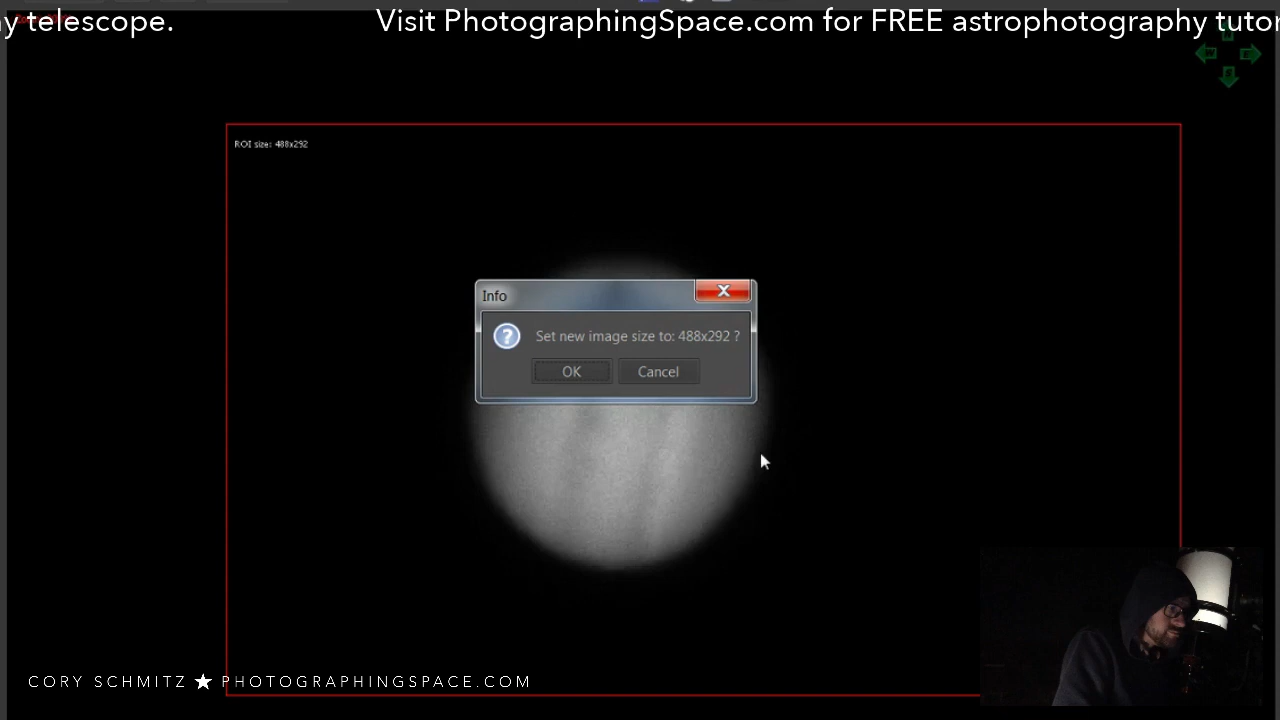 y telescope. Visit PhotographingSpace.com for FREE astrophotography tutor
ROI size: 488x292
Info
Set new image size to: 488x292 ?
OK Cancel
CORY SCHMITZ ★ PHOTOGRAPHINGSPACE.COM